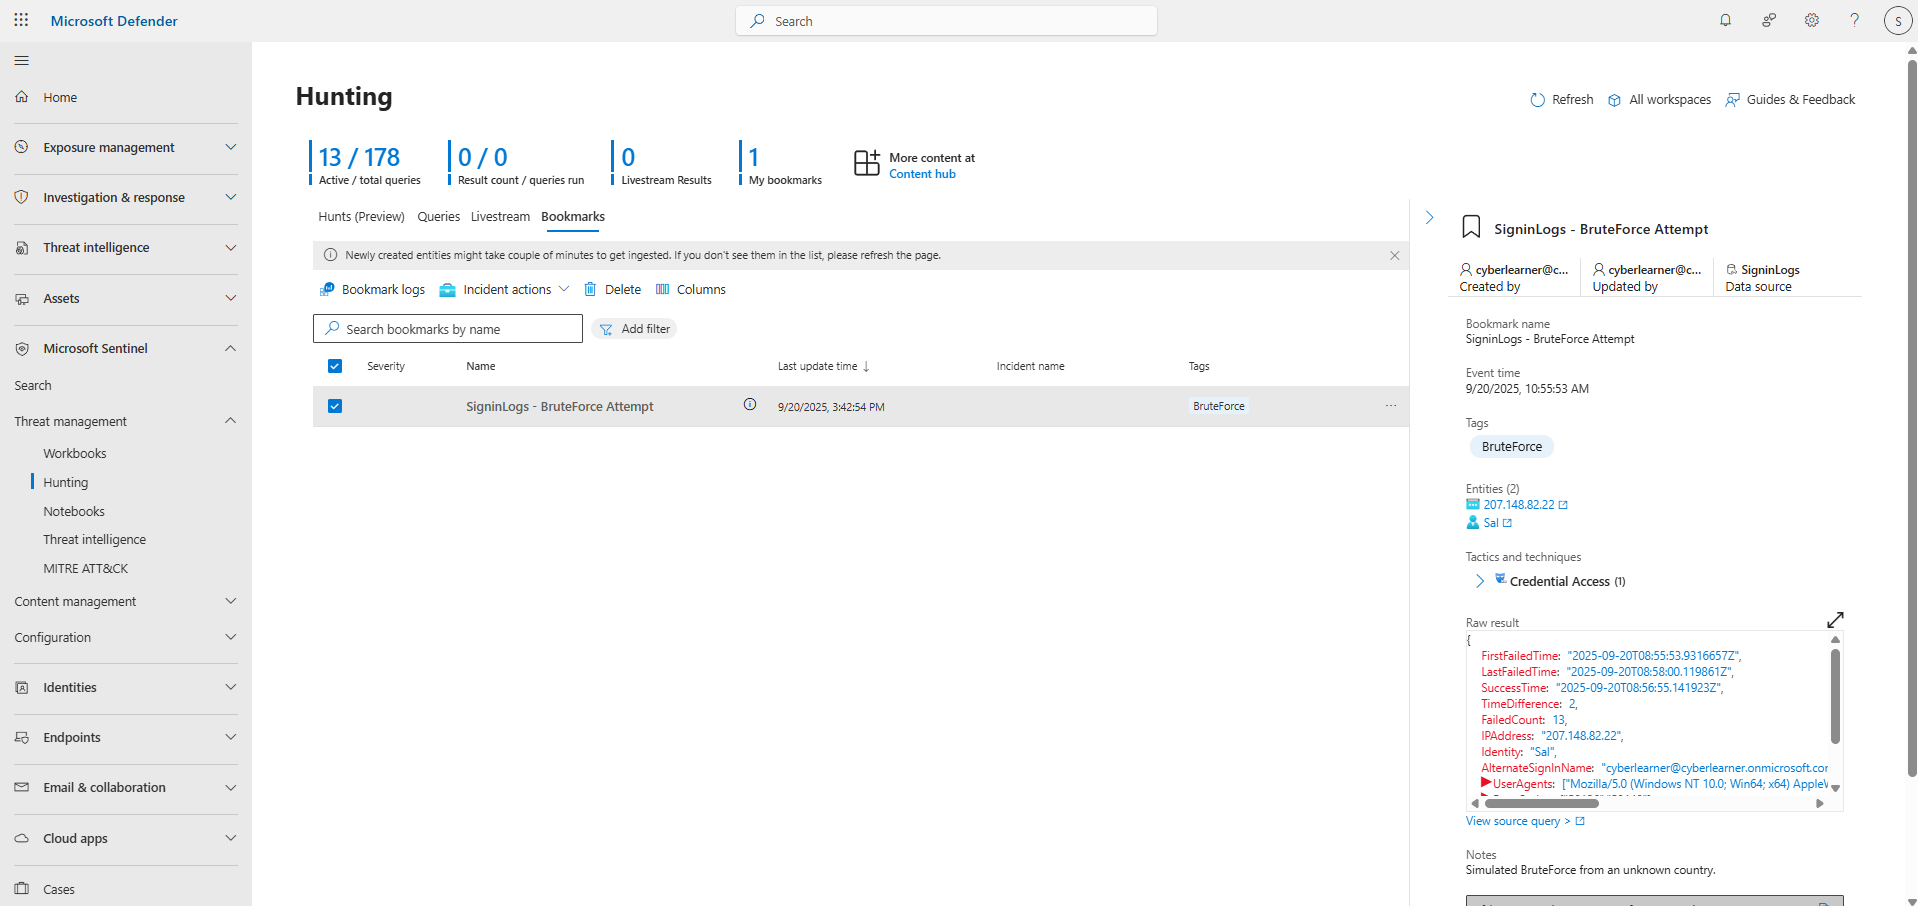 Microsoft Defender
Search
S
Home
Exposure management
Investigation & response
Threat intelligence
Assets
Microsoft Sentinel
Search
Threat management
Workbooks
Hunting
Notebooks
Threat intelligence
MITRE ATT&CK
Content management
Configuration
Identities
Endpoints
Email & collaboration
Cloud apps
Cases
Hunting
Refresh
All workspaces
Guides & Feedback
13 / 178
Active / total queries
0 / 0
Result count / queries run
0
Livestream Results
1
My bookmarks
More content at
Content hub
Hunts (Preview) Queries Livestream Bookmarks
Newly created entities might take couple of minutes to get ingested. If you don't see them in the list, please refresh the page.
Bookmark logs Incident actions Delete Columns
Search bookmarks by name
Add filter
Severity Name Last update time ↓ Incident name Tags
SigninLogs - BruteForce Attempt 9/20/2025, 3:42:54 PM BruteForce ...
SigninLogs - BruteForce Attempt
cyberlearner@c...
Created by
cyberlearner@c...
Updated by
SigninLogs
Data source
Bookmark name
SigninLogs - BruteForce Attempt
Event time
9/20/2025, 10:55:53 AM
Tags
BruteForce
Entities (2)
207.148.82.22
Sal
Tactics and techniques
Credential Access (1)
Raw result
{
FirstFailedTime: "2025-09-20T08:55:53.9316657Z",
LastFailedTime: "2025-09-20T08:58:00.119861Z",
SuccessTime: "2025-09-20T08:56:55.141923Z",
TimeDifference: 2,
FailedCount: 13,
IPAddress: "207.148.82.22",
Identity: "Sal",
AlternateSignInName: "cyberlearner@cyberlearner.onmicrosoft.cor
UserAgents: ["Mozilla/5.0 (Windows NT 10.0; Win64; x64) Apple
View source query >
Notes
Simulated BruteForce from an unknown country.